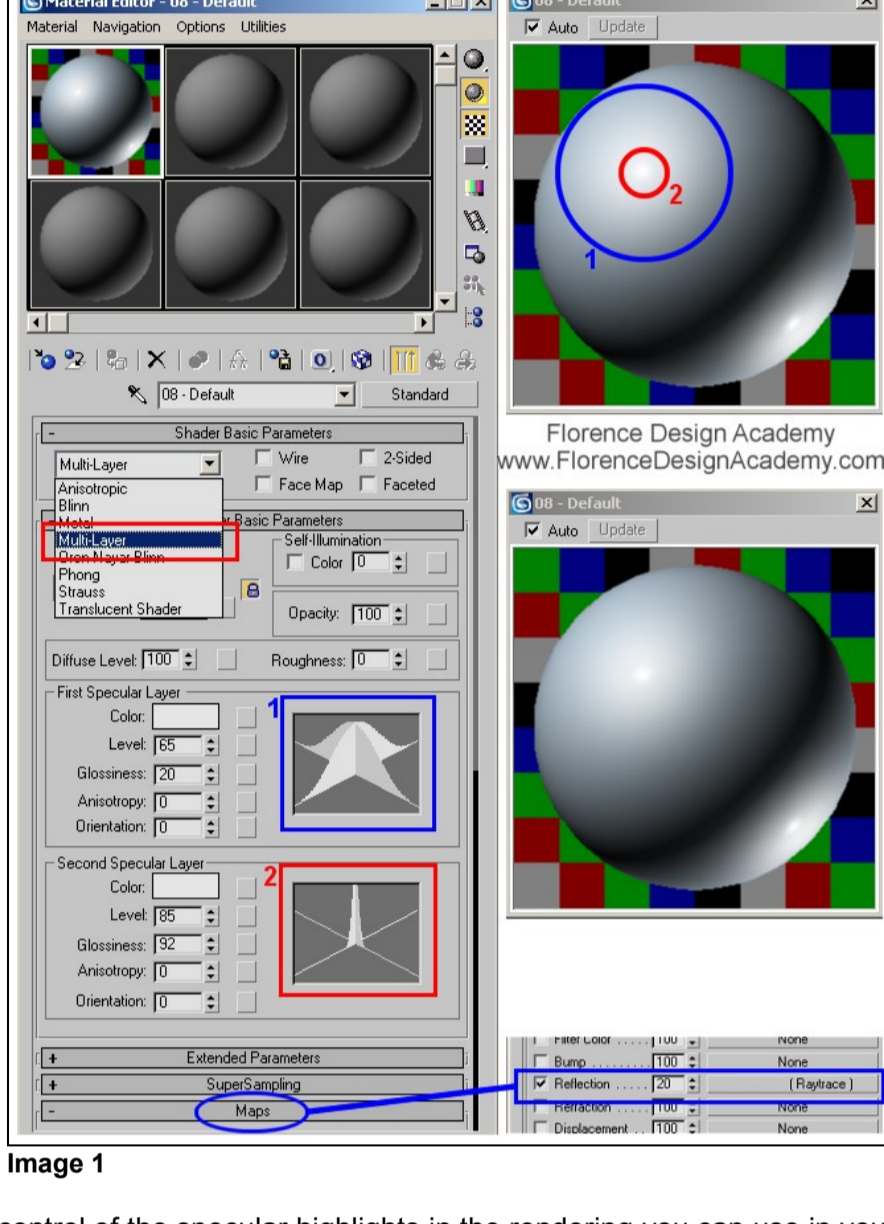 Material Editor - 08 - Default
Material Navigation Options Utilities
08 - Default
Standard
Shader Basic Parameters
Multi-Layer
Wire
2-Sided
Face Map
Faceted
Anisotropic
Blinn
Metal
Multi-Layer
Oren-Nayar-Blinn
Phong
Strauss
Translucent Shader
r Basic Parameters
Self-Illumination
Color 0
Opacity: 100
Diffuse Level: 100
Roughness: 0
First Specular Layer
Color:
Level: 65
Glossiness: 20
Anisotropy: 0
Orientation: 0
1
Second Specular Layer
Color:
Level: 85
Glossiness: 92
Anisotropy: 0
Orientation: 0
2
Extended Parameters
SuperSampling
Maps
08 - Default
Auto Update
1
2
Florence Design Academy
www.FlorenceDesignAcademy.com
08 - Default
Auto Update
Filter Color ..... 100 None
Bump ......... 100 None
Reflection ..... 20 ( Raytrace )
Refraction ..... 100 None
Displacement .. 100 None
Image 1
control of the specular highlights in the rendering you can use in you